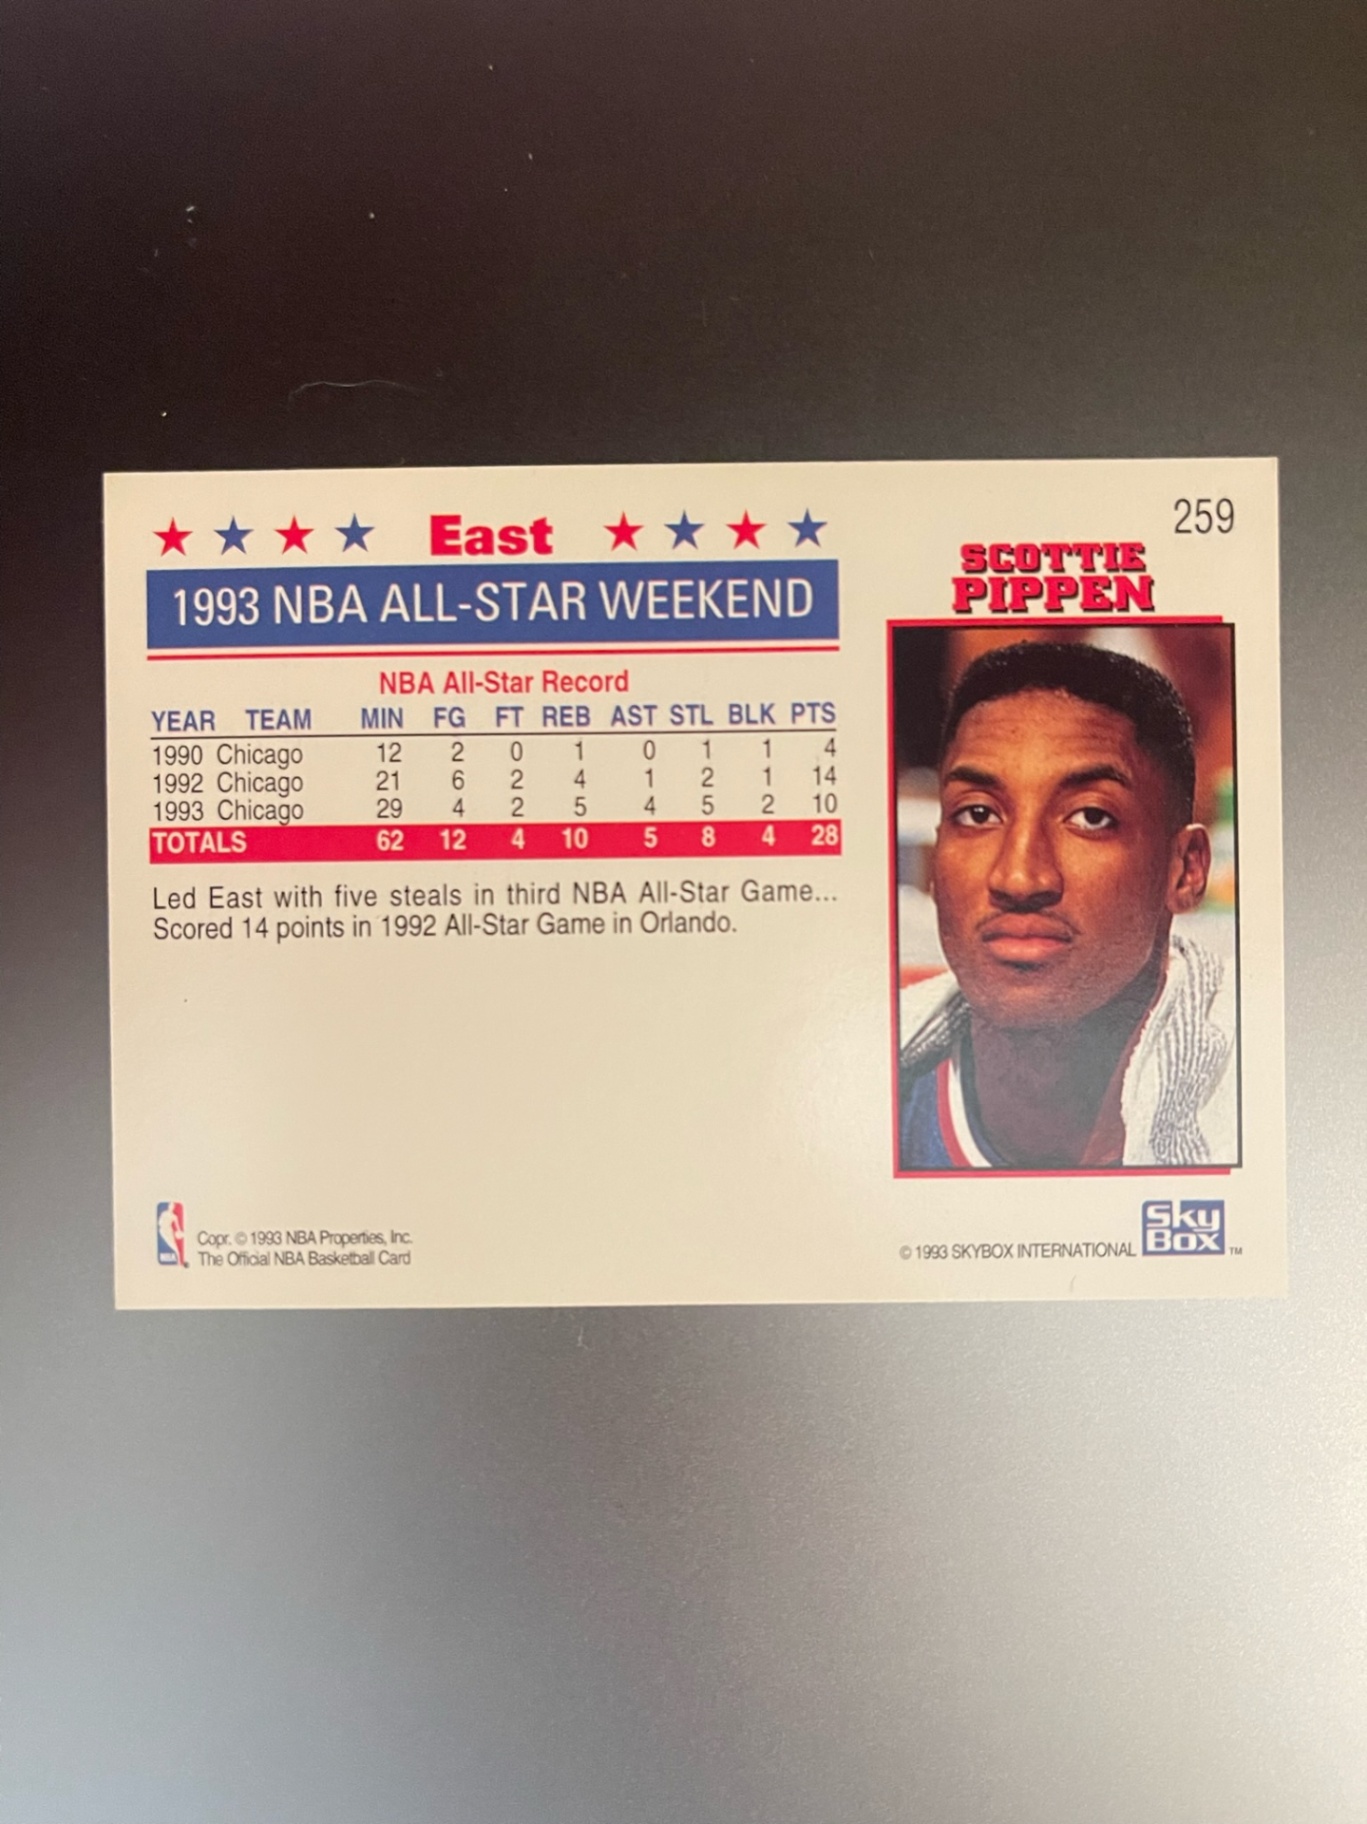 East
259
1993 NBA ALL-STAR WEEKEND
SCOTTIE
PIPPEN
NBA All-Star Record
YEAR TEAM MIN FG FT REB AST STL BLK PTS
1990 Chicago 12 2 0 1 0 1 1 4
1992 Chicago 21 6 2 4 1 2 1 14
1993 Chicago 29 4 2 5 4 5 2 10
TOTALS 62 12 4 10 5 8 4 28
Led East with five steals in third NBA All-Star Game...
Scored 14 points in 1992 All-Star Game in Orlando.
NBA
Copr. © 1993 NBA Properties, Inc.
The Official NBA Basketball Card
© 1993 SKYBOX INTERNATIONAL
Sky
Box TM